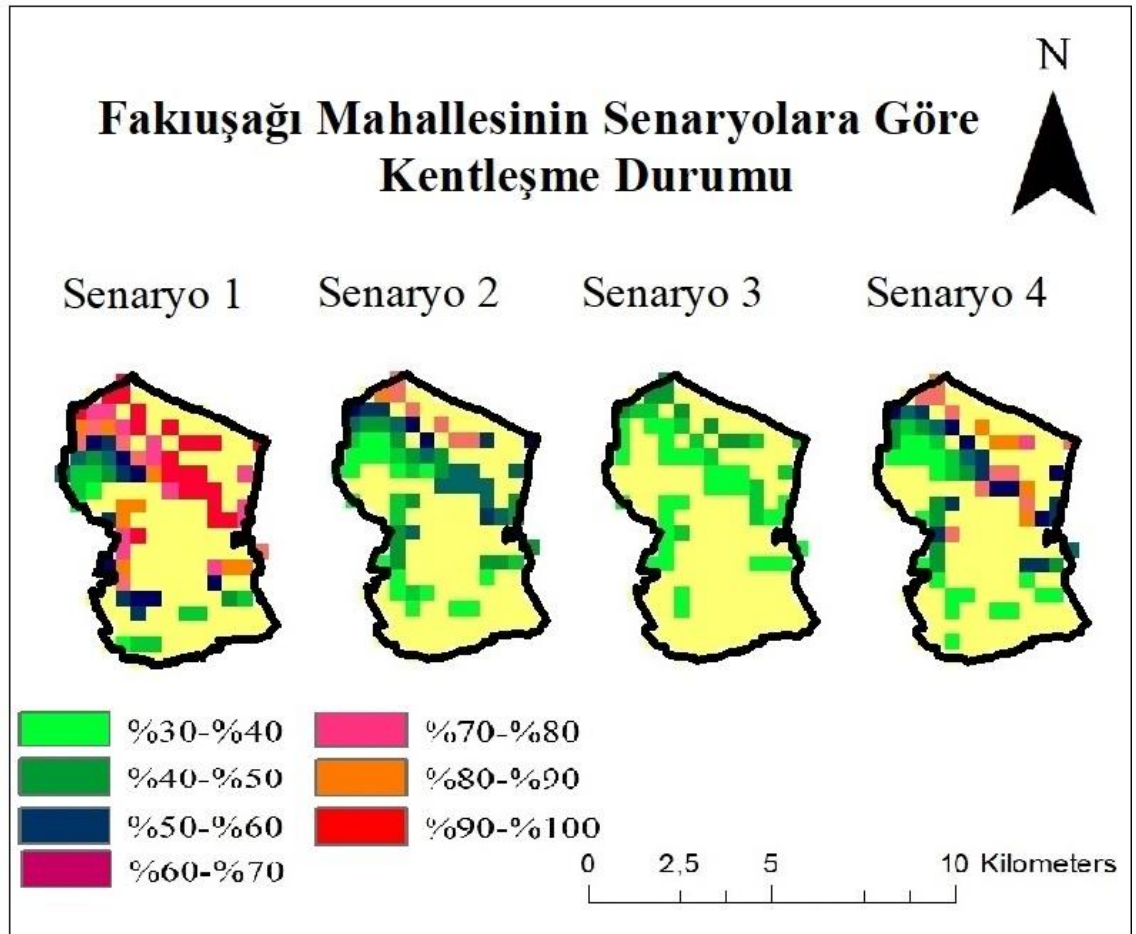 N
Fakıuşağı Mahallesinin Senaryolara Göre
Kentleşme Durumu
Senaryo 1
Senaryo 2
Senaryo 3
Senaryo 4
%30-%40
%40-%50
%50-%60
%60-%70
%70-%80
%80-%90
%90-%100
0 2,5 5 10 Kilometers